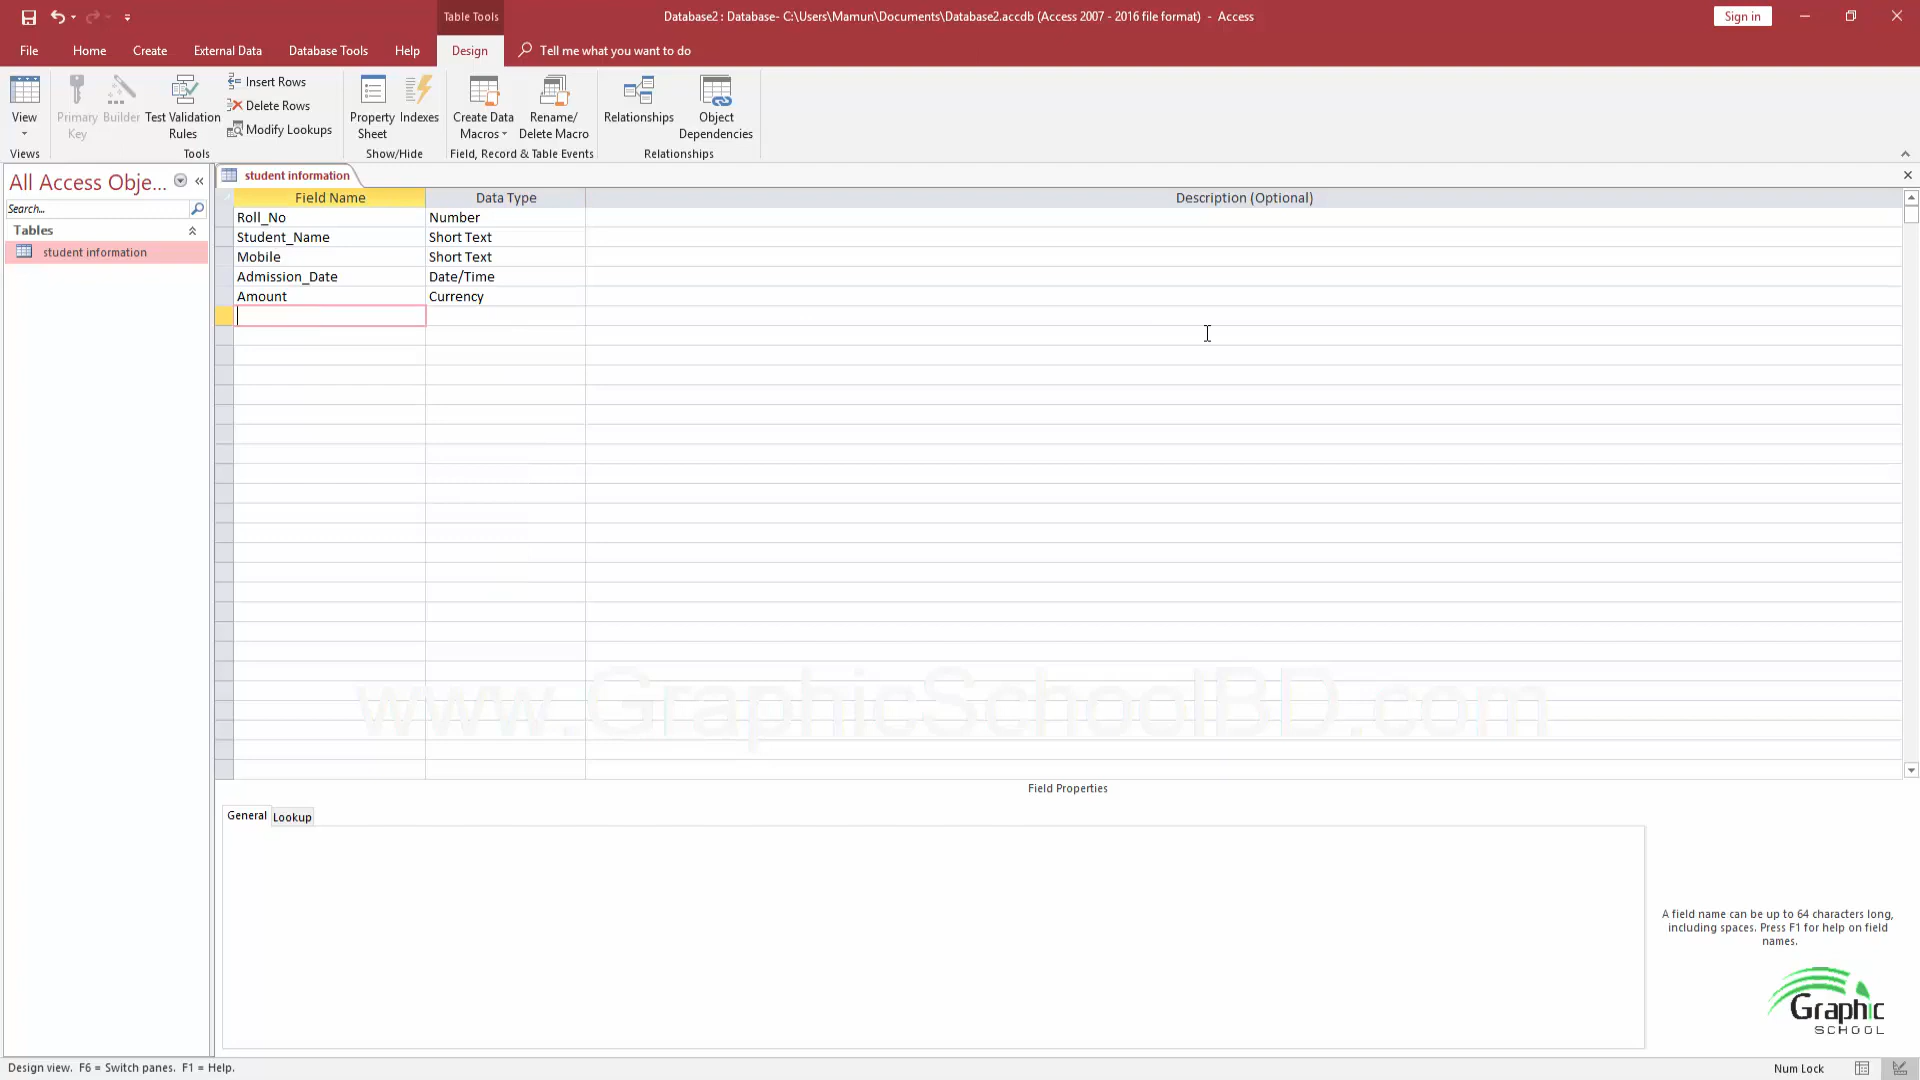 Table Tools
Database2 : Database- C:\Users\Mamun\Documents\Database2.accdb (Access 2007 - 2016 file format)  -  Access
Sign in
File Home Create External Data Database Tools Help Design Tell me what you want to do
View
Primary Key
Builder
Test Validation Rules
Insert Rows
Delete Rows
Modify Lookups
Property Sheet
Indexes
Create Data Macros
Rename/ Delete Macro
Relationships
Object Dependencies
Views Tools Show/Hide Field, Record & Table Events Relationships
All Access Obje...
Search...
Tables
student information
student information
Field Name Data Type Description (Optional)
Roll_No Number
Student_Name Short Text
Mobile Short Text
Admission_Date Date/Time
Amount Currency
www.GraphicSchoolBD.com
Field Properties
General Lookup
A field name can be up to 64 characters long,
including spaces. Press F1 for help on field
names.
Graphic
SCHOOL
Design view.  F6 = Switch panes.  F1 = Help.
Num Lock